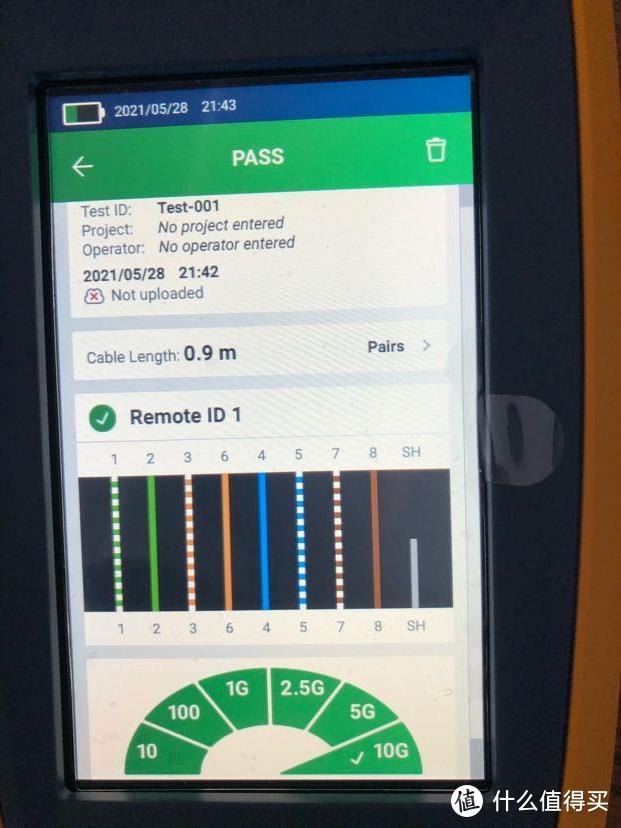 2021/05/28 21:43
PASS
Test ID: Test-001
Project: No project entered
Operator: No operator entered
2021/05/28 21:42
Not uploaded
Cable Length: 0.9 m Pairs
Remote ID 1
1 2 3 6 4 5 7 8 SH
1 2 3 6 4 5 7 8 SH
10 100 1G 2.5G 5G 10G
值 什么值得买